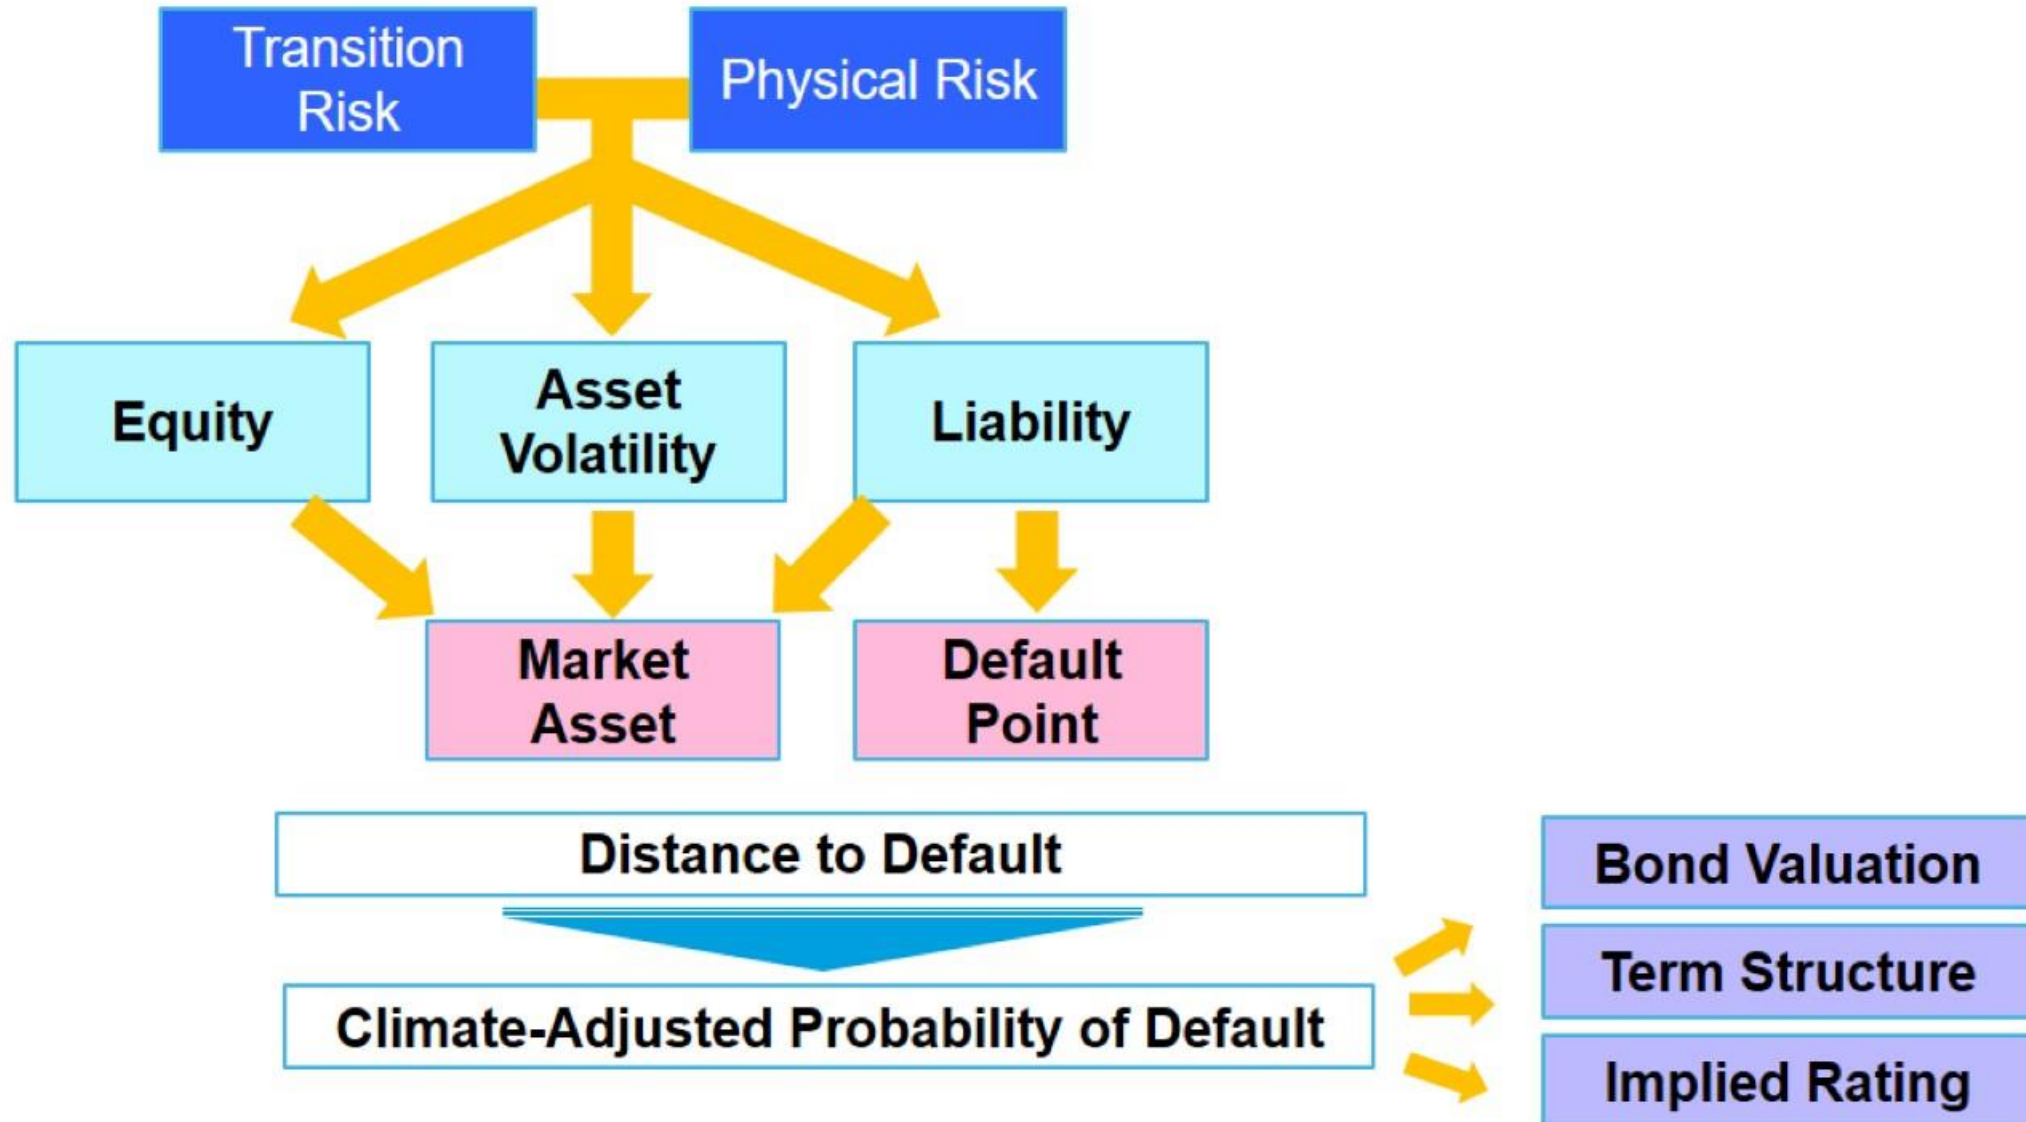 Transition
Risk
Physical Risk
Equity
Asset
Volatility
Liability
Market
Asset
Default
Point
Distance to Default
Climate-Adjusted Probability of Default
Bond Valuation
Term Structure
Implied Rating